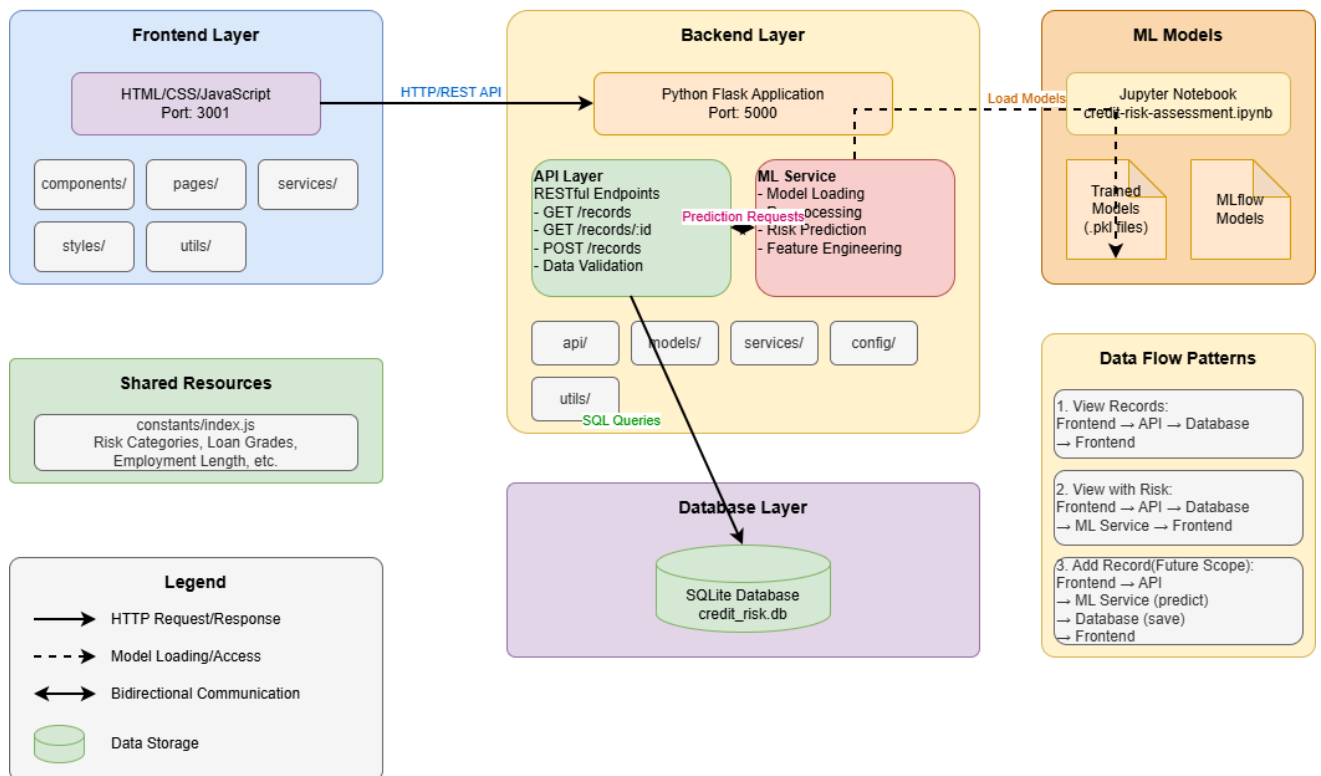 Frontend Layer
HTML/CSS/JavaScript
Port: 3001
components/
pages/
services/
styles/
utils/
HTTP/REST API
Backend Layer
Python Flask Application
Port: 5000
API Layer
RESTful Endpoints
- GET /records
- GET /records/:id
- POST /records
- Data Validation
Prediction Requests
ML Service
- Model Loading
- Risk Prediction
- Feature Engineering
api/
models/
services/
config/
utils/
SQL Queries
Load Models
ML Models
Jupyter Notebook
credit-risk-assessment.ipynb
Trained
Models
(.pkl files)
MLflow
Models
Shared Resources
constants/index.js
Risk Categories, Loan Grades,
Employment Length, etc.
Database Layer
SQLite Database
credit_risk.db
Data Flow Patterns
1. View Records:
Frontend → API → Database
→ Frontend
2. View with Risk:
Frontend → API → Database
→ ML Service → Frontend
3. Add Record(Future Scope):
Frontend → API
→ ML Service (predict)
→ Database (save)
→ Frontend
Legend
HTTP Request/Response
Model Loading/Access
Bidirectional Communication
Data Storage